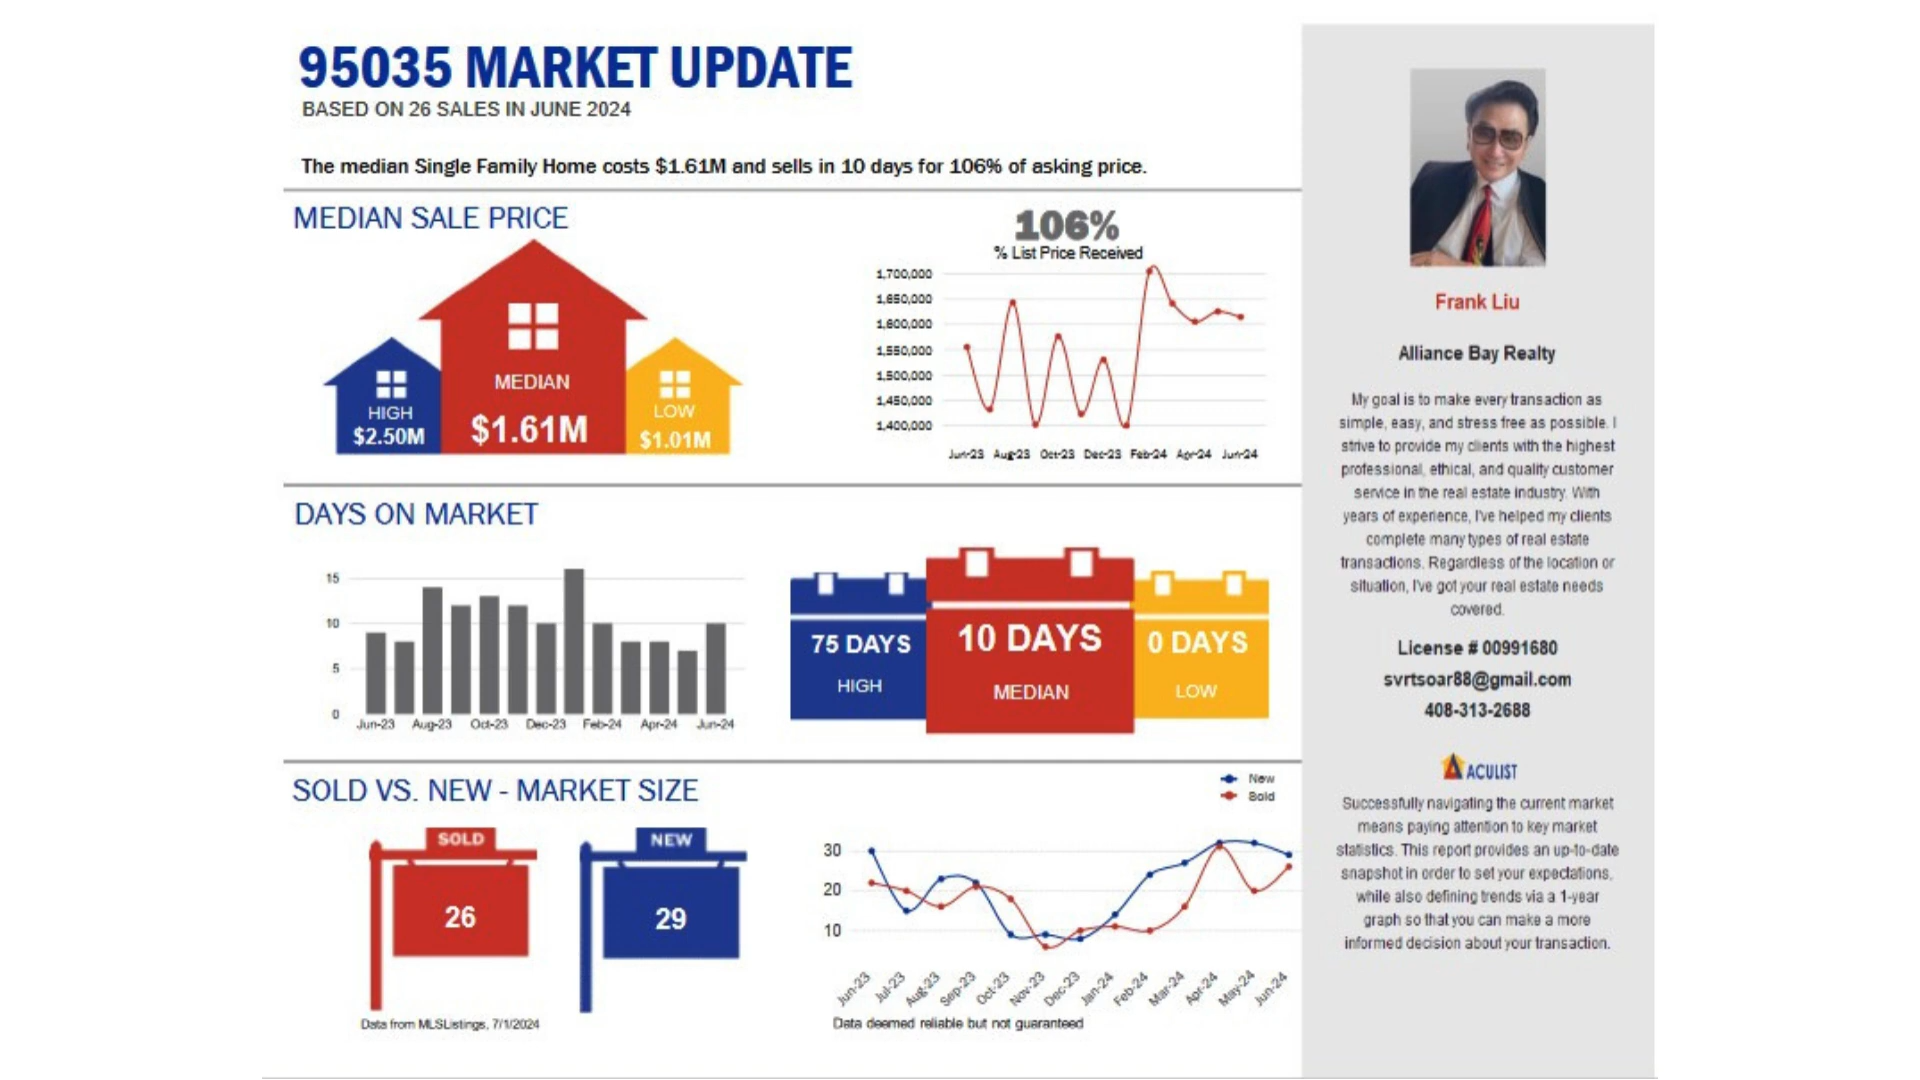 95035 MARKET UPDATE
BASED ON 26 SALES IN JUNE 2024
The median Single Family Home costs $1.61M and sells in 10 days for 106% of asking price.
MEDIAN SALE PRICE
HIGH
$2.50M
MEDIAN
$1.61M
LOW
$1.01M
106%
% List Price Received
1,700,000
1,650,000
1,600,000
1,550,000
1,500,000
1,450,000
1,400,000
Jun-23 Aug-23 Oct-23 Dec-23 Feb-24 Apr-24 Jun-24
DAYS ON MARKET
15
10
5
0
Jun-23 Aug-23 Oct-23 Dec-23 Feb-24 Apr-24 Jun-24
75 DAYS
HIGH
10 DAYS
MEDIAN
0 DAYS
LOW
SOLD VS. NEW - MARKET SIZE
SOLD
26
NEW
29
New
Sold
30
20
10
Jun-23 Jul-23 Aug-23 Sep-23 Oct-23 Nov-23 Dec-23 Jan-24 Feb-24 Mar-24 Apr-24 May-24 Jun-24
Data from MLSListings, 7/1/2024
Data deemed reliable but not guaranteed
Frank Liu
Alliance Bay Realty
My goal is to make every transaction as
simple, easy, and stress free as possible. I
strive to provide my clients with the highest
professional, ethical, and quality customer
service in the real estate industry. With
years of experience, I've helped my clients
complete many types of real estate
transactions. Regardless of the location or
situation, I've got your real estate needs
covered.
License # 00991680
svrtsoar88@gmail.com
408-313-2688
ACULIST
Successfully navigating the current market
means paying attention to key market
statistics. This report provides an up-to-date
snapshot in order to set your expectations,
while also defining trends via a 1-year
graph so that you can make a more
informed decision about your transaction.